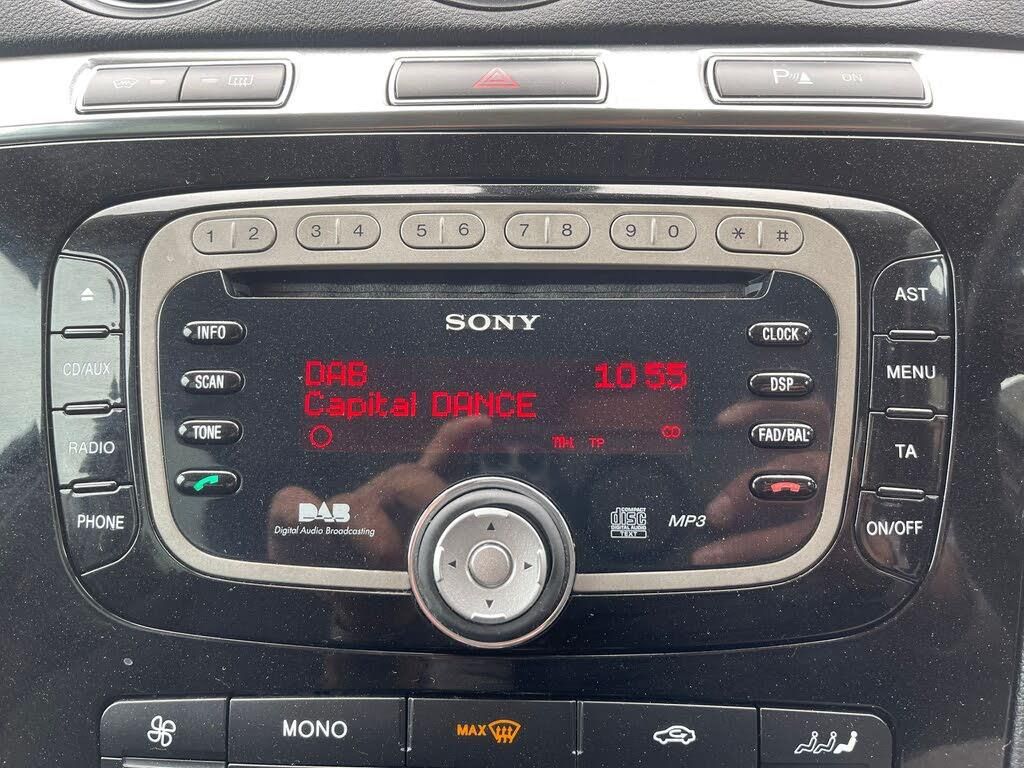 P ON
1 2 3 4 5 6 7 8 9 0 * #
SONY
INFO
SCAN
TONE
CD/AUX
RADIO
PHONE
DAB 10 55
Capital DANCE
TP
CLOCK
DSP
FAD/BAL
AST
MENU
TA
ON/OFF
DAB
Digital Audio Broadcasting
COMPACT
disc
DIGITAL AUDIO
TEXT
MP3
MONO
MAX